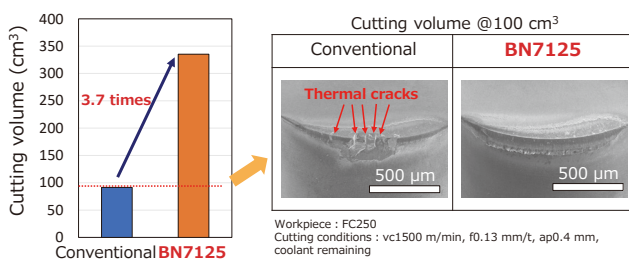 Cutting volume (cm³)
400
350
300
250
200
150
100
50
0
3.7 times
Conventional BN7125
Cutting volume @100 cm³
Conventional BN7125
Thermal cracks
500 μm 500 μm
Workpiece : FC250
Cutting conditions : vc1500 m/min, f0.13 mm/t, ap0.4 mm,
coolant remaining